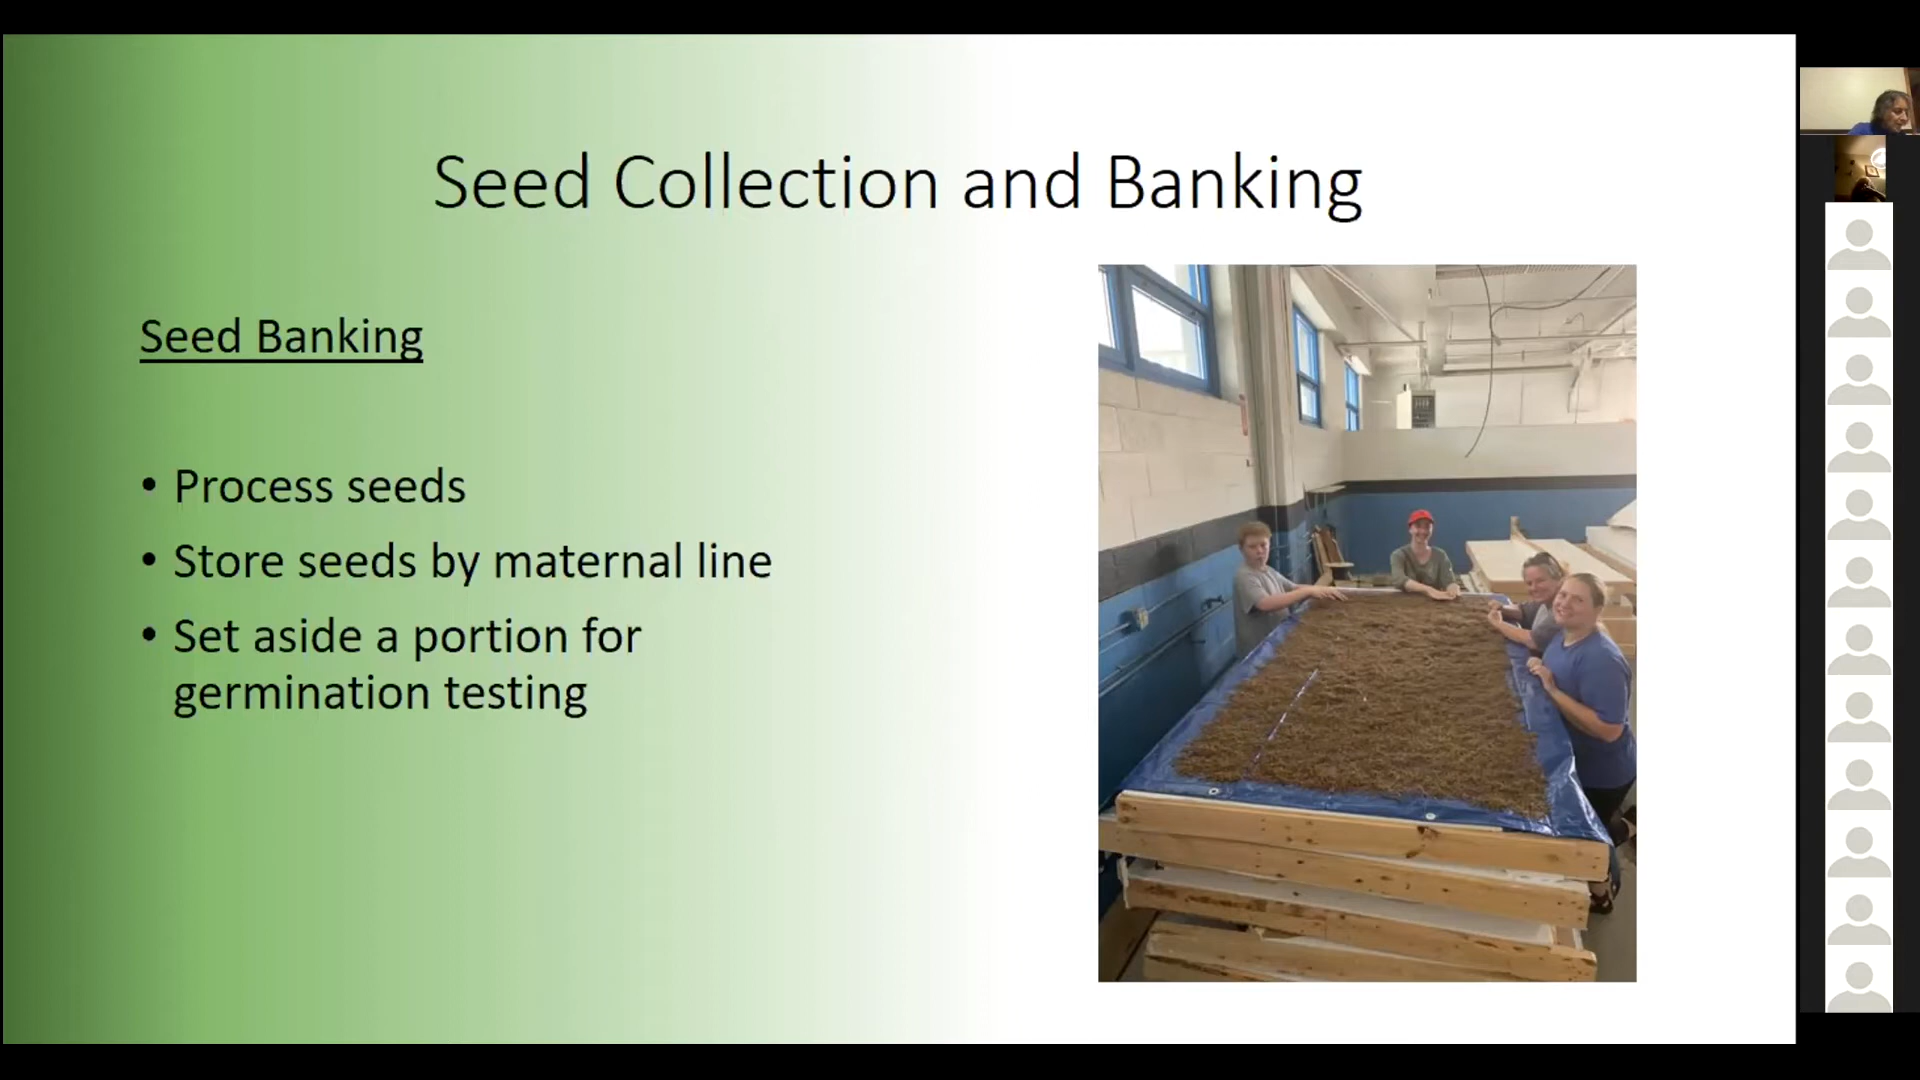 Seed Collection and Banking
Seed Banking
• Process seeds
• Store seeds by maternal line
• Set aside a portion for
germination testing